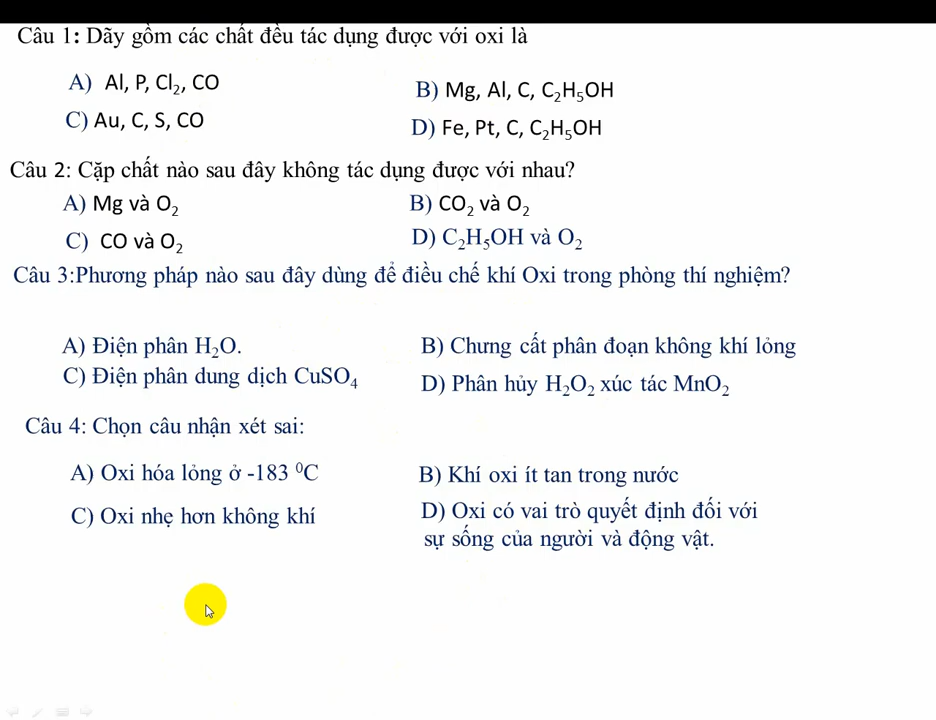 Câu 1: Dãy gồm các chất đều tác dụng được với oxi là
A) Al, P, Cl₂, CO
B) Mg, Al, C, C₂H₅OH
C) Au, C, S, CO
D) Fe, Pt, C, C₂H₅OH
Câu 2: Cặp chất nào sau đây không tác dụng được với nhau?
A) Mg và O₂
B) CO₂ và O₂
C) CO và O₂
D) C₂H₅OH và O₂
Câu 3:Phương pháp nào sau đây dùng để điều chế khí Oxi trong phòng thí nghiệm?
A) Điện phân H₂O.
B) Chưng cất phân đoạn không khí lỏng
C) Điện phân dung dịch CuSO₄
D) Phân hủy H₂O₂ xúc tác MnO₂
Câu 4: Chọn câu nhận xét sai:
A) Oxi hóa lỏng ở -183 ⁰C
B) Khí oxi ít tan trong nước
C) Oxi nhẹ hơn không khí
D) Oxi có vai trò quyết định đối với
sự sống của người và động vật.